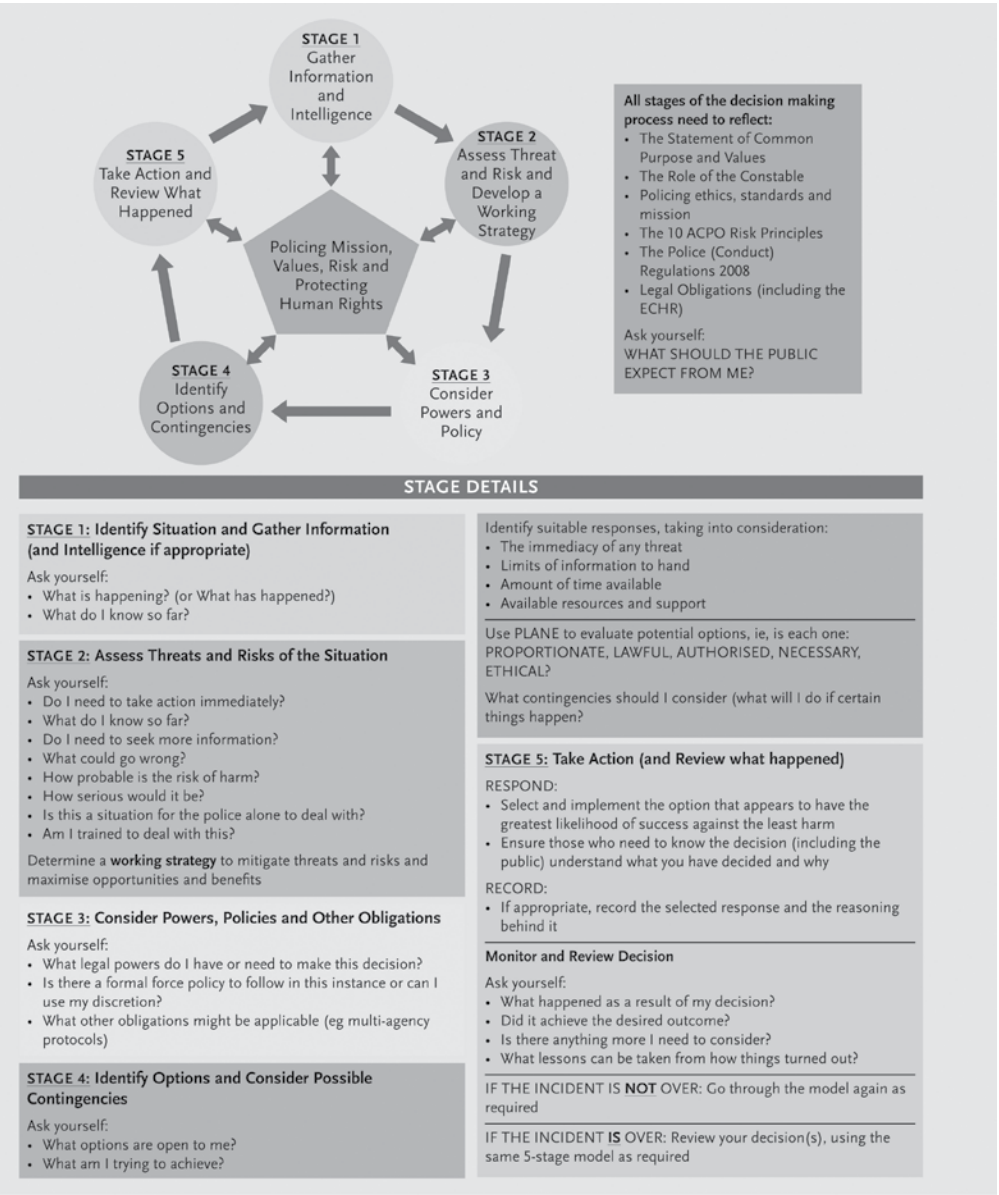 STAGE 1
Gather
Information
and
Intelligence
STAGE 2
Assess Threat
and Risk and
Develop a
Working
Strategy
STAGE 3
Consider
Powers and
Policy
STAGE 4
Identify
Options and
Contingencies
STAGE 5
Take Action and
Review What
Happened
Policing Mission,
Values, Risk and
Protecting
Human Rights
All stages of the decision making
process need to reflect:
• The Statement of Common
Purpose and Values
• The Role of the Constable
• Policing ethics, standards and
mission
• The 10 ACPO Risk Principles
• The Police (Conduct)
Regulations 2008
• Legal Obligations (including the
ECHR)
Ask yourself:
WHAT SHOULD THE PUBLIC
EXPECT FROM ME?
STAGE DETAILS
STAGE 1: Identify Situation and Gather Information
(and Intelligence if appropriate)
Ask yourself:
• What is happening? (or What has happened?)
• What do I know so far?
STAGE 2: Assess Threats and Risks of the Situation
Ask yourself:
• Do I need to take action immediately?
• What do I know so far?
• Do I need to seek more information?
• What could go wrong?
• How probable is the risk of harm?
• How serious would it be?
• Is this a situation for the police alone to deal with?
• Am I trained to deal with this?
Determine a working strategy to mitigate threats and risks and
maximise opportunities and benefits
STAGE 3: Consider Powers, Policies and Other Obligations
Ask yourself:
• What legal powers do I have or need to make this decision?
• Is there a formal force policy to follow in this instance or can I
use my discretion?
• What other obligations might be applicable (eg multi-agency
protocols)
STAGE 4: Identify Options and Consider Possible
Contingencies
Ask yourself:
• What options are open to me?
• What am I trying to achieve?
Identify suitable responses, taking into consideration:
• The immediacy of any threat
• Limits of information to hand
• Amount of time available
• Available resources and support
Use PLANE to evaluate potential options, ie, is each one:
PROPORTIONATE, LAWFUL, AUTHORISED, NECESSARY,
ETHICAL?
What contingencies should I consider (what will I do if certain
things happen?
STAGE 5: Take Action (and Review what happened)
RESPOND:
• Select and implement the option that appears to have the
greatest likelihood of success against the least harm
• Ensure those who need to know the decision (including the
public) understand what you have decided and why
RECORD:
• If appropriate, record the selected response and the reasoning
behind it
Monitor and Review Decision
Ask yourself:
• What happened as a result of my decision?
• Did it achieve the desired outcome?
• Is there anything more I need to consider?
• What lessons can be taken from how things turned out?
IF THE INCIDENT IS NOT OVER: Go through the model again as
required
IF THE INCIDENT IS OVER: Review your decision(s), using the
same 5-stage model as required